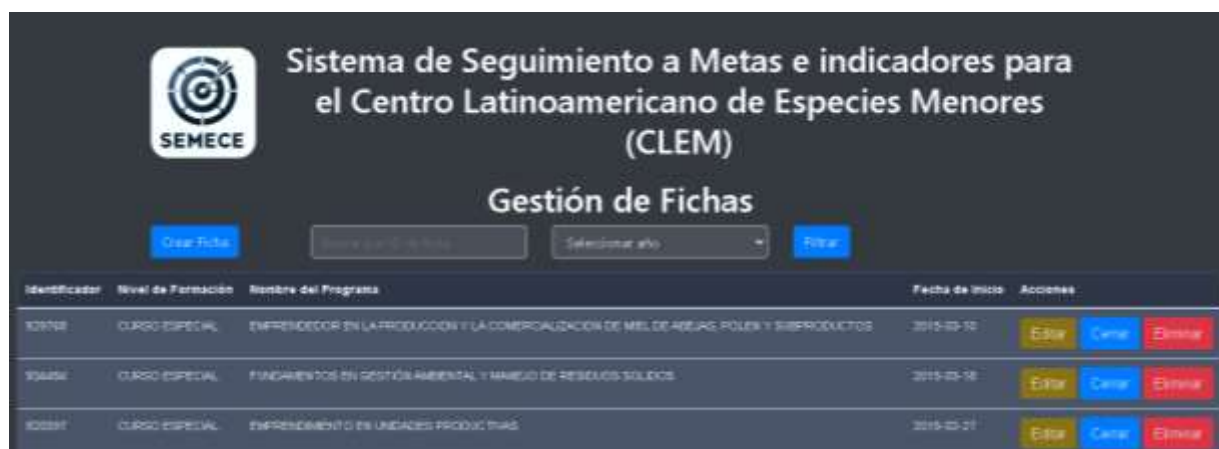 SEMECE
Sistema de Seguimiento a Metas e indicadores para
el Centro Latinoamericano de Especies Menores
(CLEM)
Gestión de Fichas
Crear Ficha
Seleccionar año
Filtrar
Identificador Nivel de Formación Nombre del Programa Fecha de Inicio Acciones
CURSO ESPECIAL EMPRENDEDOR EN LA PRODUCCION Y LA COMERCIALIZACION DE MIEL DE ABEJAS, POLEN Y SUBPRODUCTOS Editar Cerrar Eliminar
CURSO ESPECIAL FUNDAMENTOS EN GESTIÓN AMBIENTAL Y MANEJO DE RESIDUOS SOLIDOS Editar Cerrar Eliminar
CURSO ESPECIAL EMPRENDIMIENTO EN UNIDADES PRODUCTIVAS Editar Cerrar Eliminar